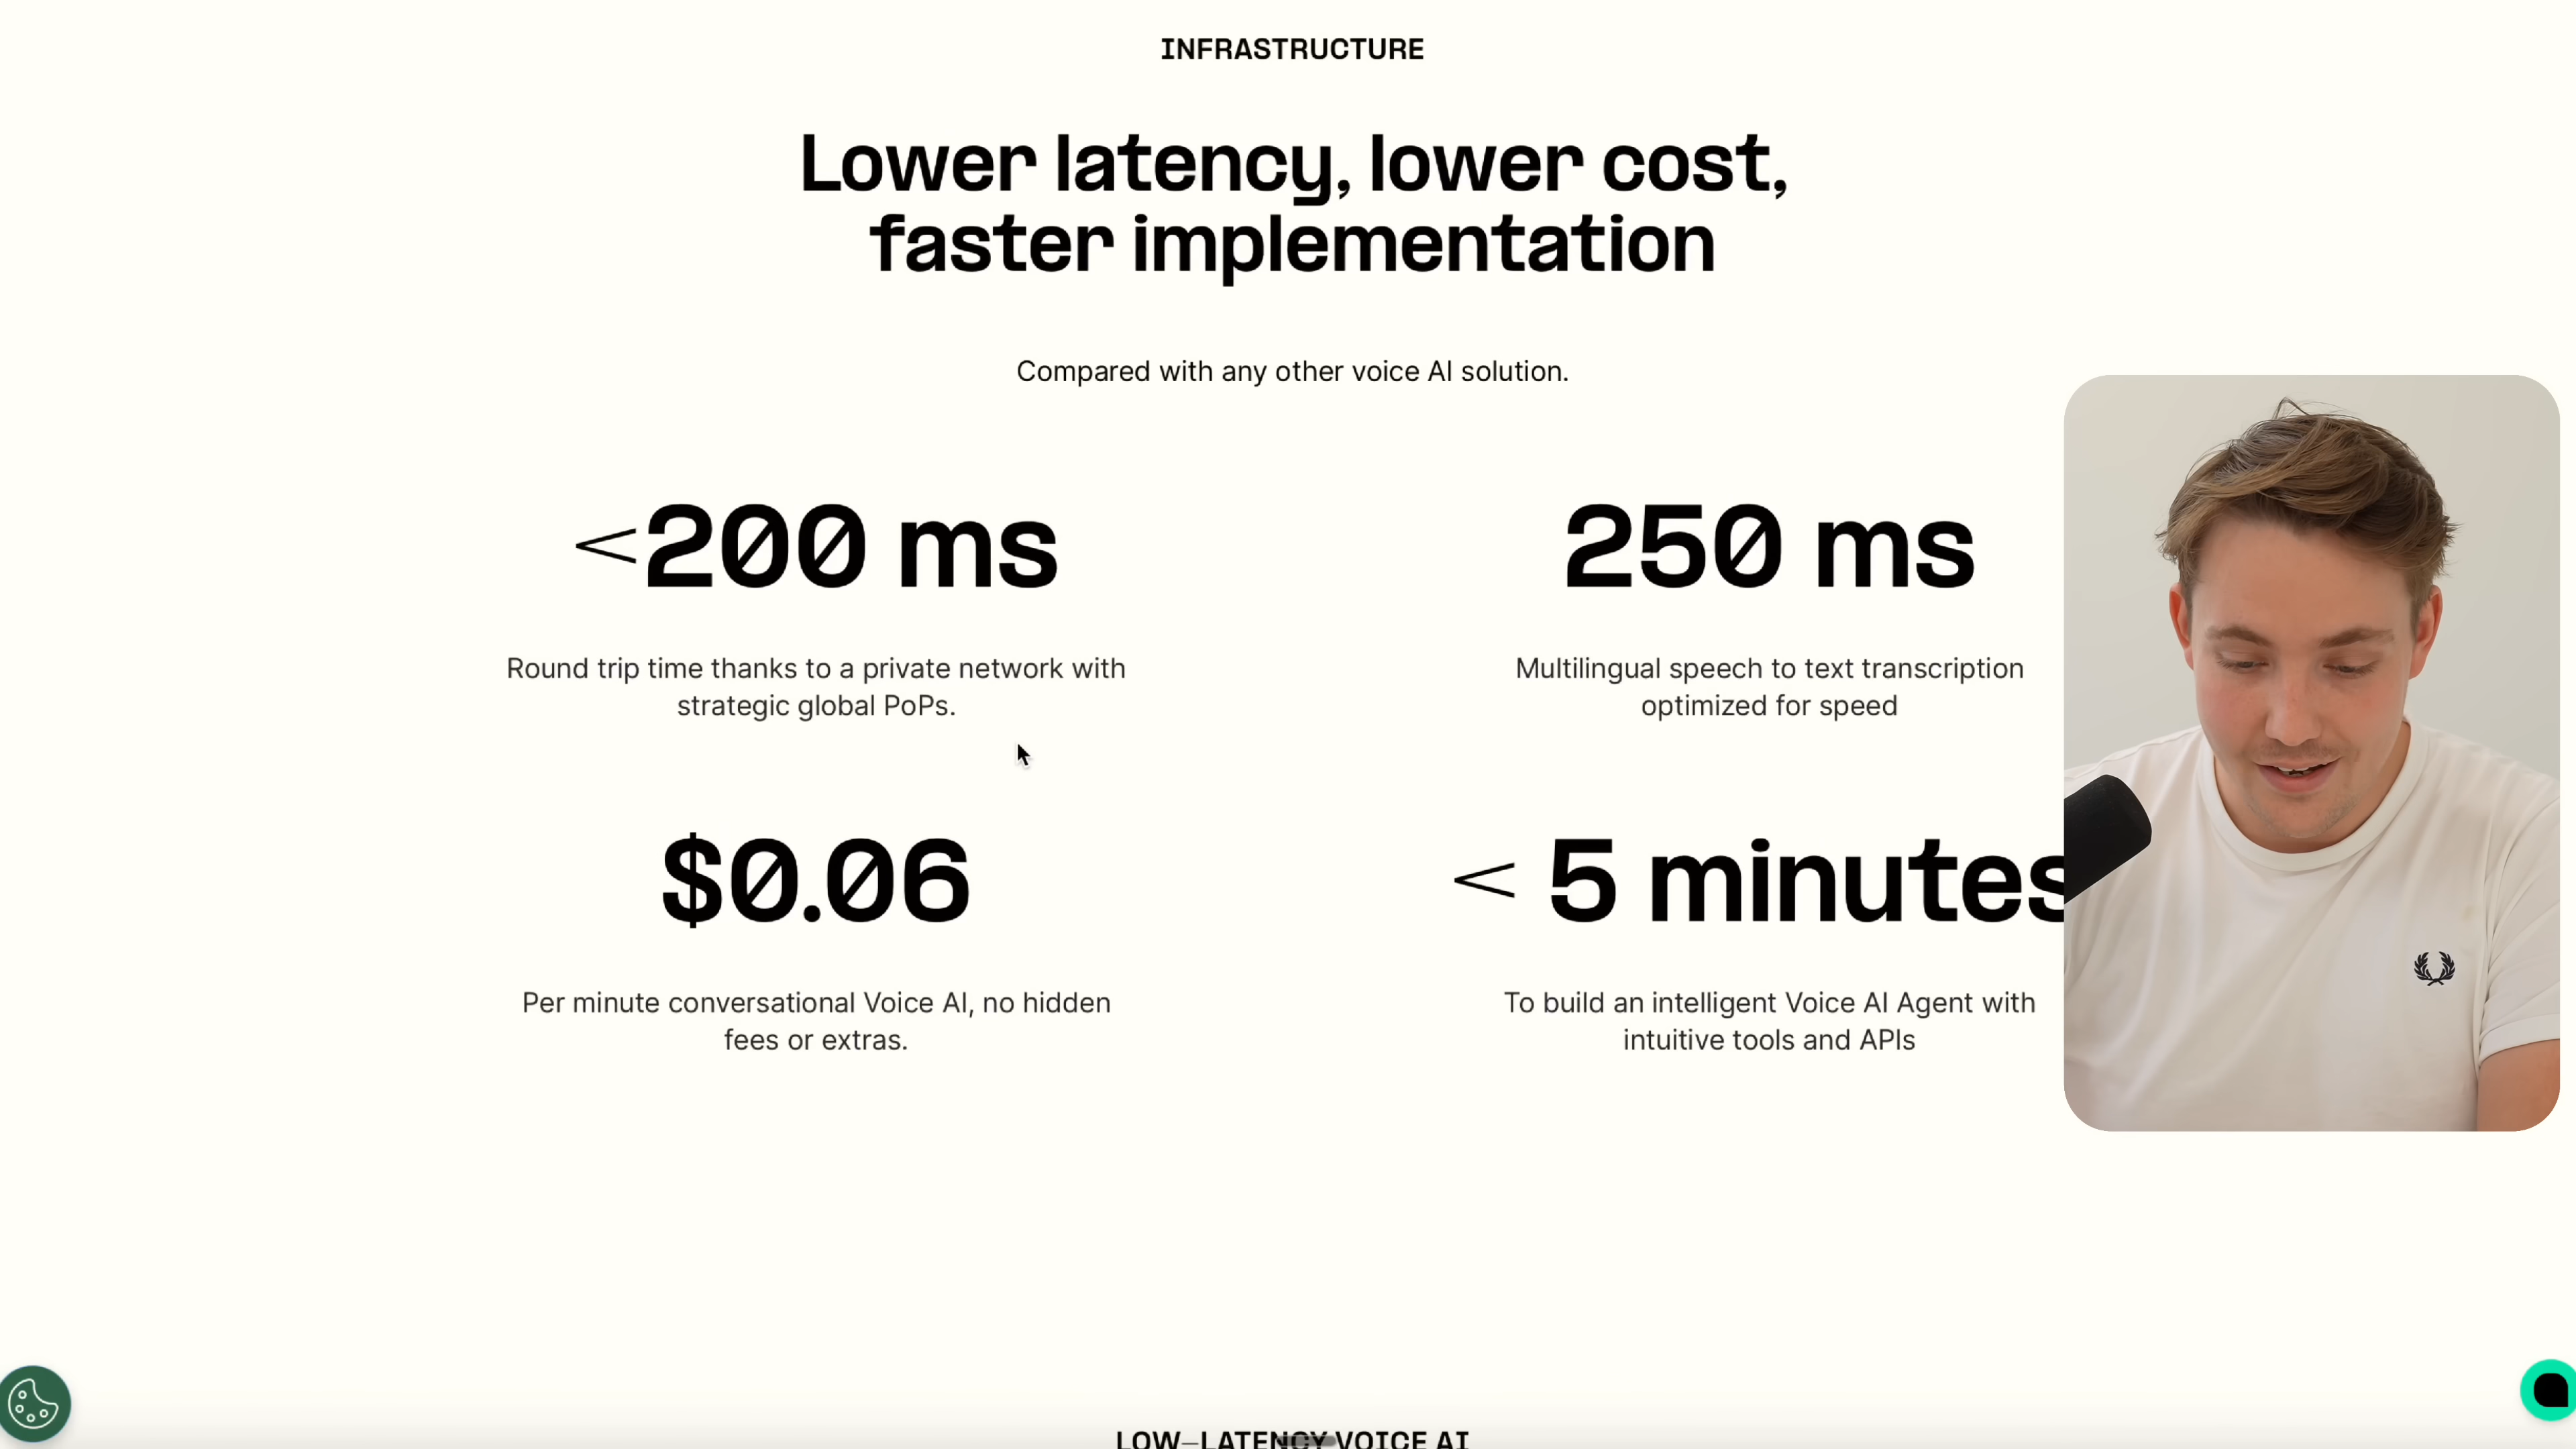 INFRASTRUCTURE
Lower latency, lower cost,
faster implementation
Compared with any other voice AI solution.
<200 ms
Round trip time thanks to a private network with
strategic global PoPs.
250 ms
Multilingual speech to text transcription
optimized for speed
$0.06
Per minute conversational Voice AI, no hidden
fees or extras.
< 5 minutes
To build an intelligent Voice AI Agent with
intuitive tools and APIs
LOW-LATENCY VOICE AI